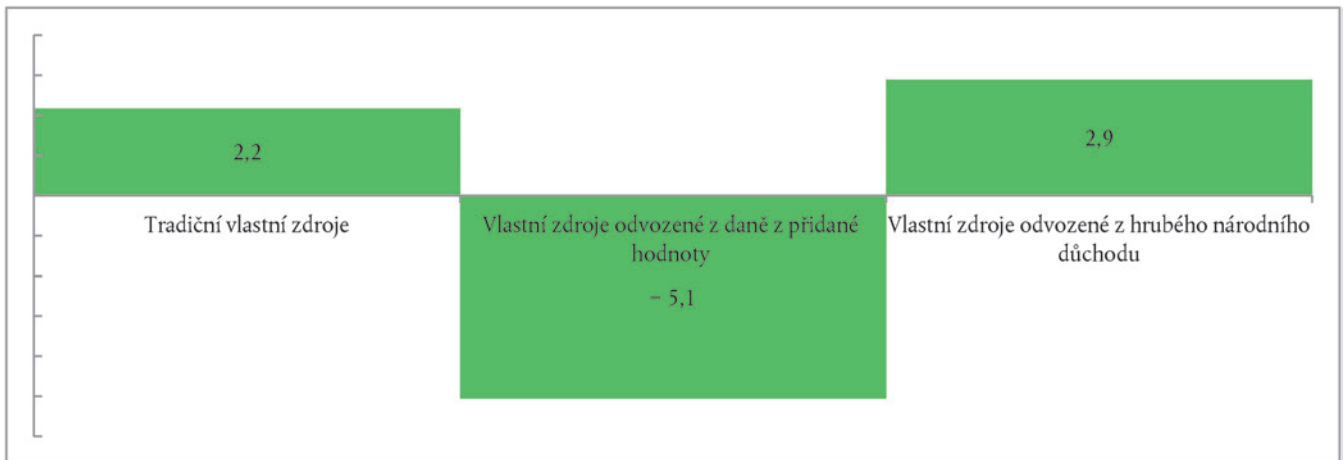 2,2
2,9
Tradiční vlastní zdroje
Vlastní zdroje odvozené z daně z přidané
hodnoty
− 5,1
Vlastní zdroje odvozené z hrubého národního
důchodu